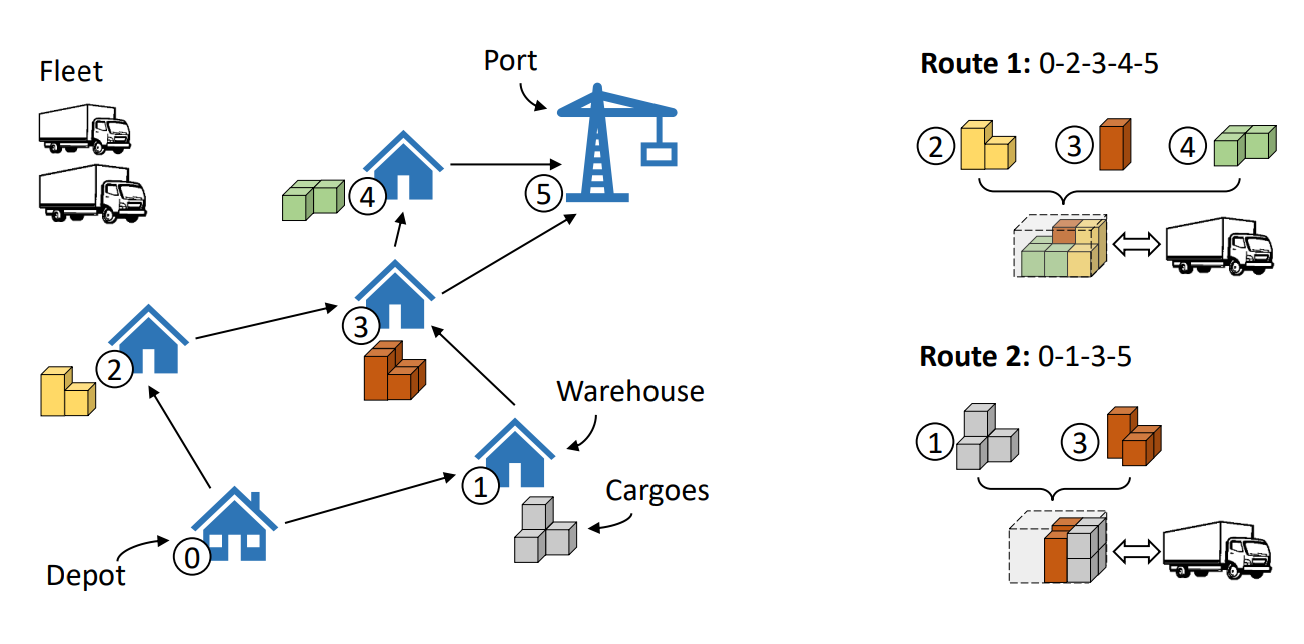 Fleet
Port
4
5
3
2
Warehouse
1
Cargoes
0
Depot
Route 1: 0-2-3-4-5
2
3
4
Route 2: 0-1-3-5
1
3